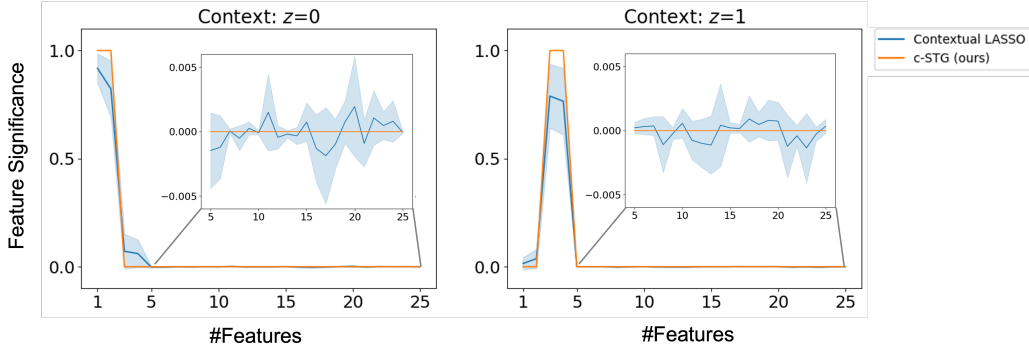 Context: z=0
Context: z=1
Contextual LASSO
c-STG (ours)
Feature Significance
1.0
0.5
0.0
1 5 10 15 20 25
0.005
0.000
−0.005
5 10 15 20 25
#Features
1.0
0.5
0.0
1 5 10 15 20 25
0.005
0.000
−0.005
5 10 15 20 25
#Features